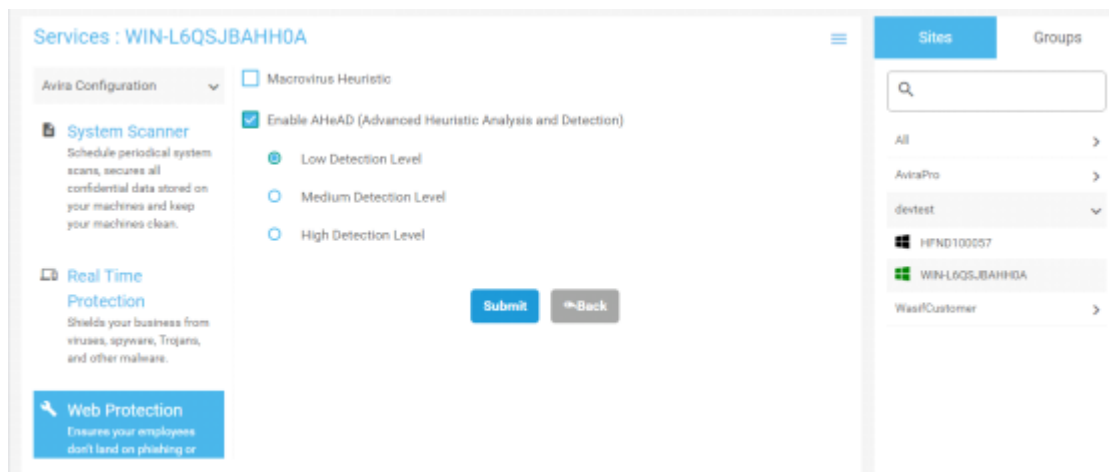 Services : WIN-L6QSJBAHH0A
Avira Configuration
System Scanner
Schedule periodical system
scans, secures all
confidential data stored on
your machines and keep
your machines clean.
Real Time
Protection
Shields your business from
viruses, spyware, Trojans,
and other malware.
Web Protection
Ensures your employees
don't land on phishing or
Macrovirus Heuristic
Enable AHeAD (Advanced Heuristic Analysis and Detection)
Low Detection Level
Medium Detection Level
High Detection Level
Submit
Back
Sites
Groups
All
AviraPro
devtest
HFND100057
WIN-L6QSJBAHH0A
WasifCustomer